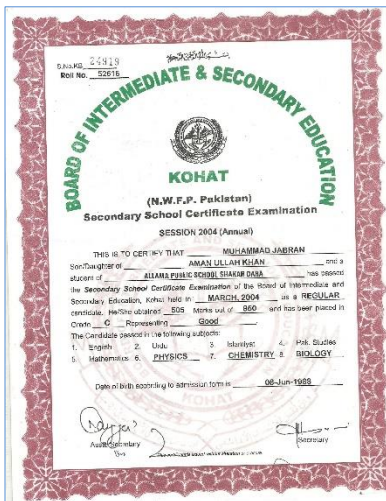 S.No.KB 24919
Roll No. 52616
BOARD OF INTERMEDIATE & SECONDARY EDUCATION
KOHAT
(N.W.F.P. Pakistan)
Secondary School Certificate Examination
SESSION 2004 (Annual)
THIS IS TO CERTIFY THAT MUHAMMAD JABRAN
Son/Daughter of AMAN ULLAH KHAN and a
student of ALLAMA PUBLIC SCHOOL SHAKAR DARA has passed
the Secondary School Certificate Examination of the Board of Intermediate and
Secondary Education, Kohat held in MARCH, 2004 as a REGULAR
candidate. He/She obtained 505 Marks out of 850 and has been placed in
Grade C Representing Good
The Candidate passed in the following subjects:
1. English 2. Urdu 3. Islamiyat 4. Pak. Studies
5. Mathematics 6. PHYSICS 7. CHEMISTRY 8. BIOLOGY
Date of birth according to admission form is 08-Jun-1988
Asstt: Secretary
Secretary